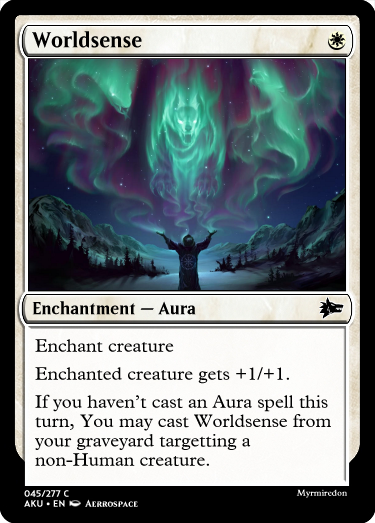 Worldsense
Enchantment — Aura
Enchant creature
Enchanted creature gets +1/+1.
If you haven't cast an Aura spell this
turn, You may cast Worldsense from
your graveyard targetting a
non-Human creature.
045/277 C
Myrmiredon
AKU • EN Aerrospace